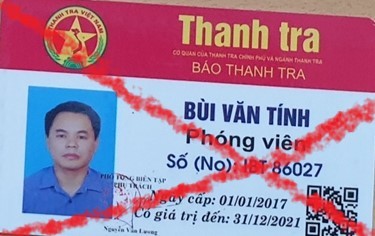 THANH TRA VIỆT NAM
Thanh tra
CƠ QUAN CỦA THANH TRA CHÍNH PHỦ VÀ NGÀNH THANH TRA
BÁO THANH TRA
BÙI VĂN TÍNH
Phóng viên
Số (No): 86027
PHÓ TỔNG BIÊN TẬP
PHỤ TRÁCH
Ngày cấp: 01/01/2017
Có giá trị đến: 31/12/2021
Nguyễn Văn Lương